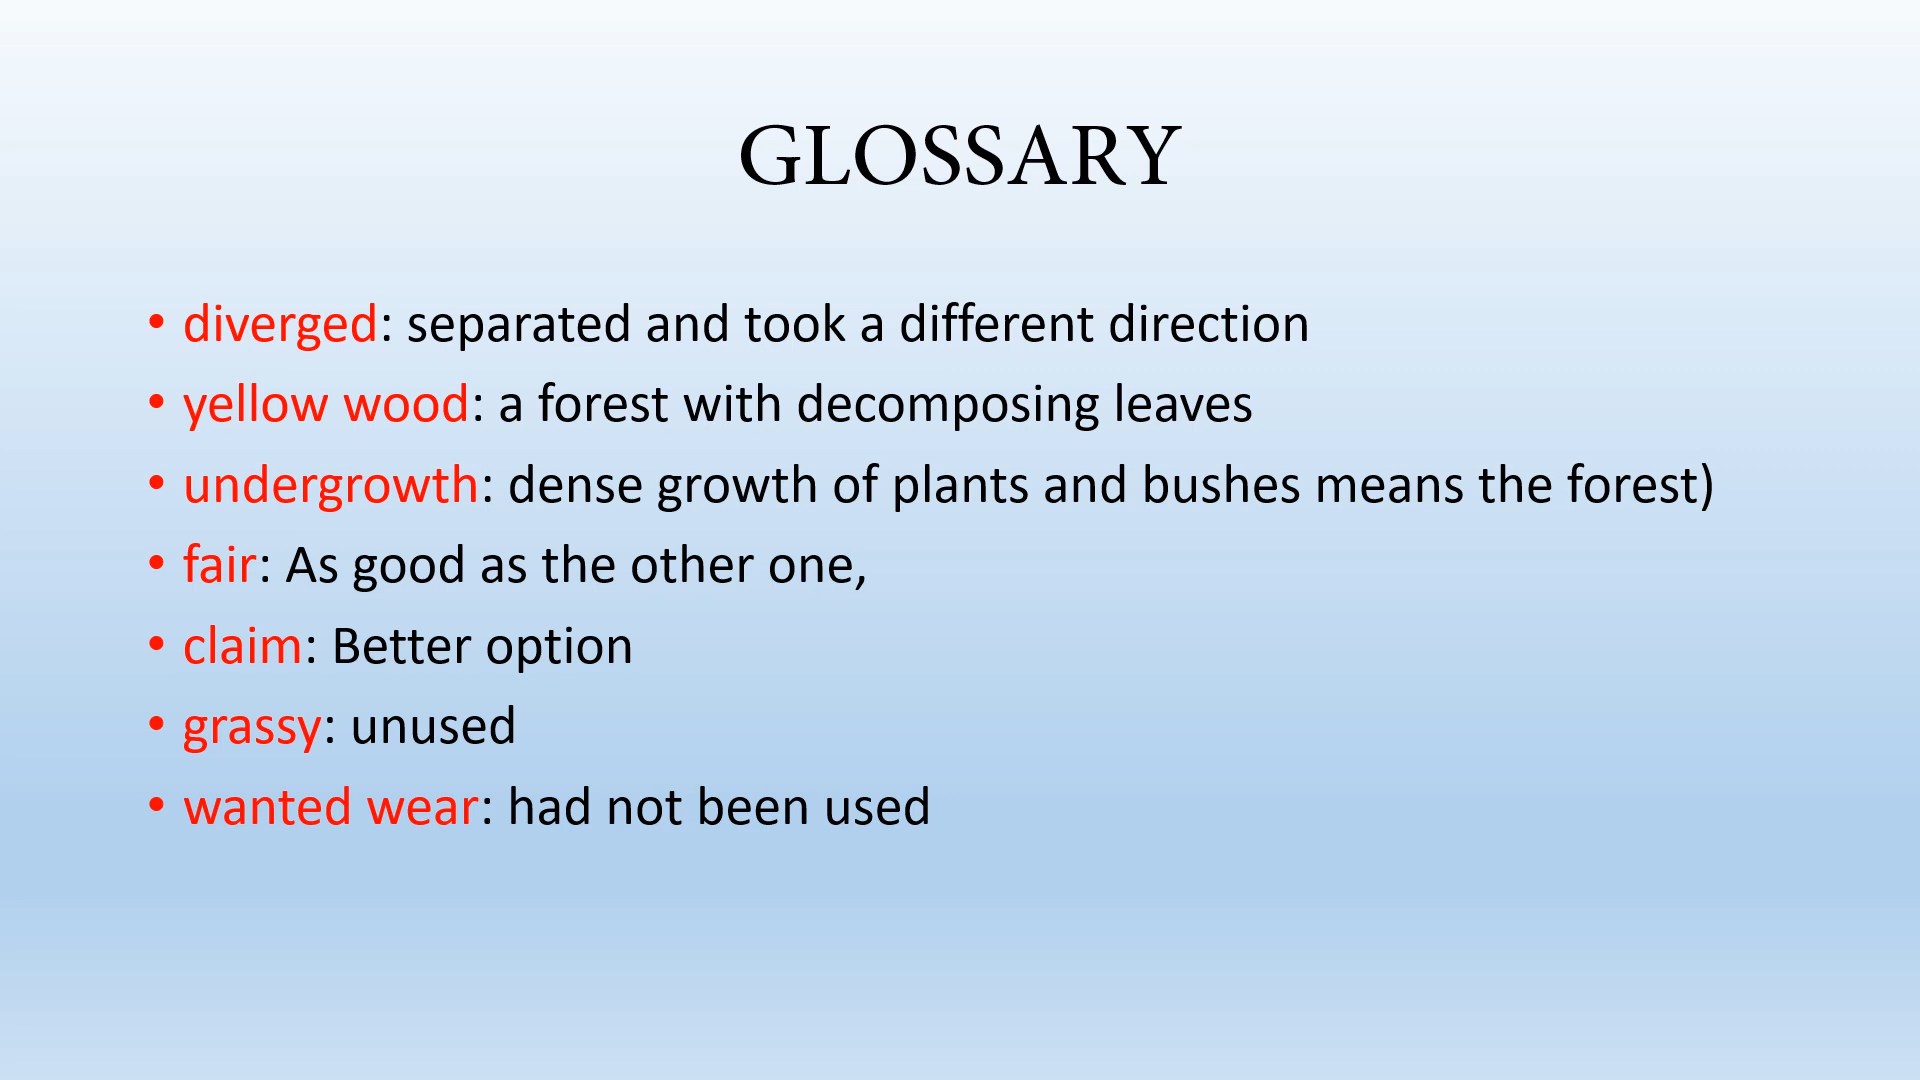 GLOSSARY
• diverged: separated and took a different direction
• yellow wood: a forest with decomposing leaves
• undergrowth: dense growth of plants and bushes means the forest)
• fair: As good as the other one,
• claim: Better option
• grassy: unused
• wanted wear: had not been used